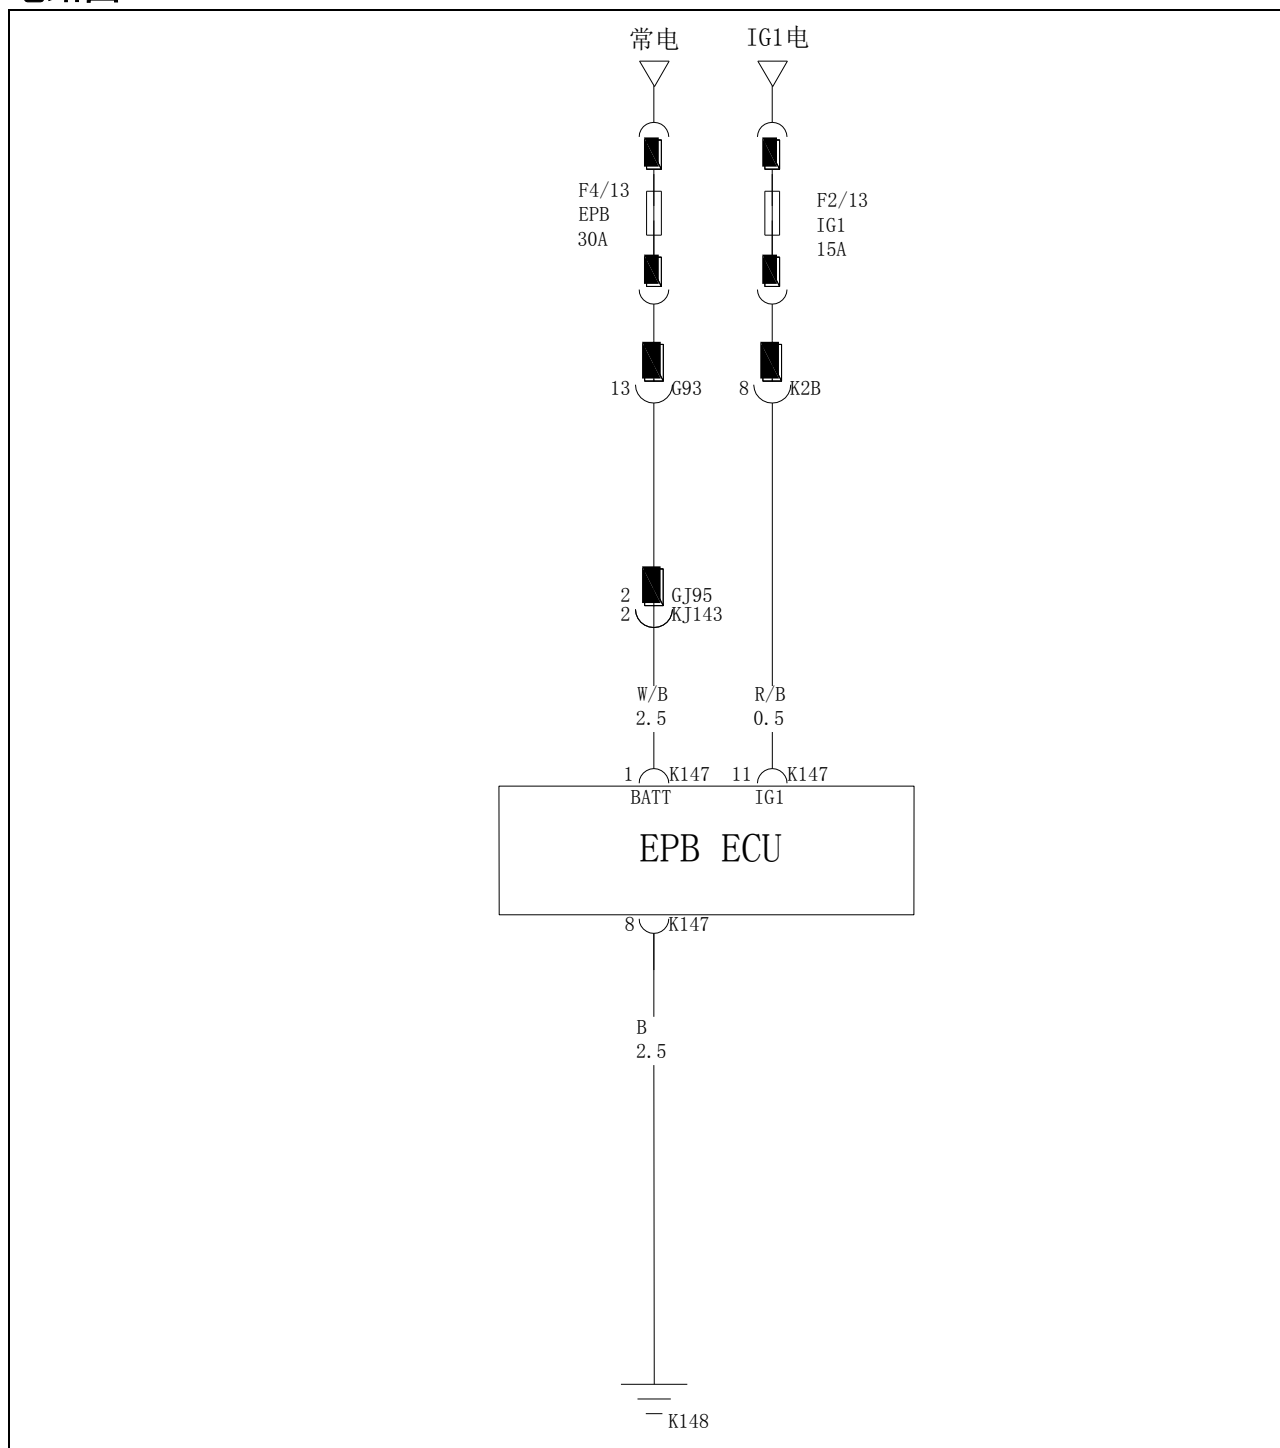 常电
IG1电
F4/13
EPB
30A
F2/13
IG1
15A
13 G93
8 K2B
2 GJ95
2 KJ143
W/B
2.5
R/B
0.5
1 K147
11 K147
BATT
IG1
EPB ECU
8 K147
B
2.5
K148